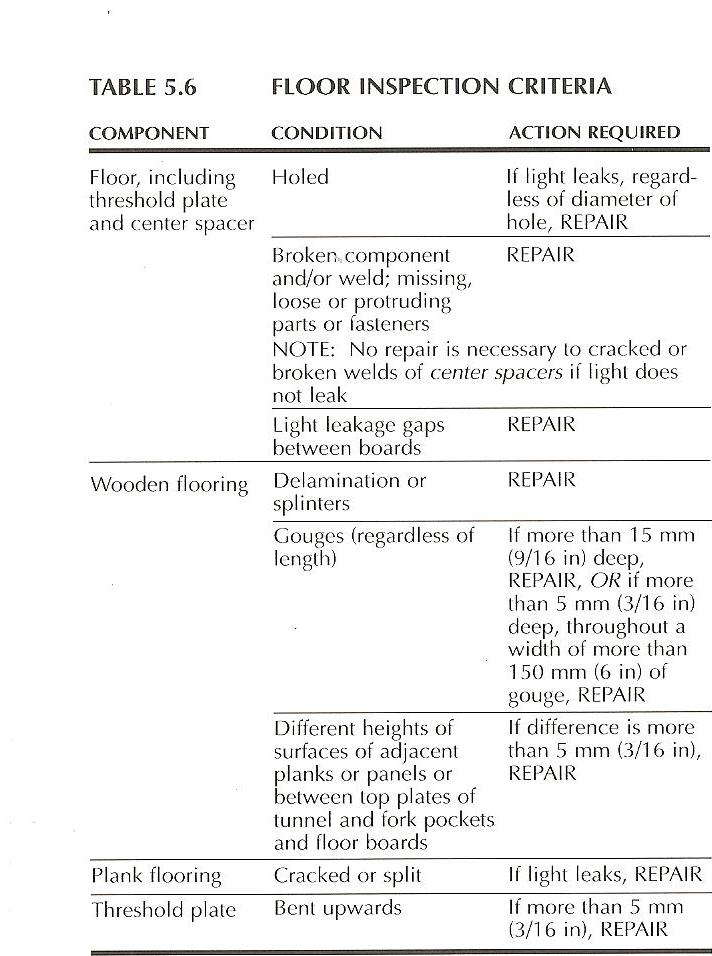 TABLE 5.6 FLOOR INSPECTION CRITERIA
COMPONENT CONDITION ACTION REQUIRED
Floor, including threshold plate and center spacer
Holed
If light leaks, regard-
less of diameter of
hole, REPAIR
Broken component
and/or weld; missing,
loose or protruding
parts or fasteners
REPAIR
NOTE: No repair is necessary to cracked or
broken welds of center spacers if light does
not leak
Light leakage gaps
between boards
REPAIR
Wooden flooring
Delamination or
splinters
REPAIR
Gouges (regardless of
length)
If more than 15 mm
(9/16 in) deep,
REPAIR, OR if more
than 5 mm (3/16 in)
deep, throughout a
width of more than
150 mm (6 in) of
gouge, REPAIR
Different heights of
surfaces of adjacent
planks or panels or
between top plates of
tunnel and fork pockets
and floor boards
If difference is more
than 5 mm (3/16 in),
REPAIR
Plank flooring
Cracked or split
If light leaks, REPAIR
Threshold plate
Bent upwards
If more than 5 mm
(3/16 in), REPAIR